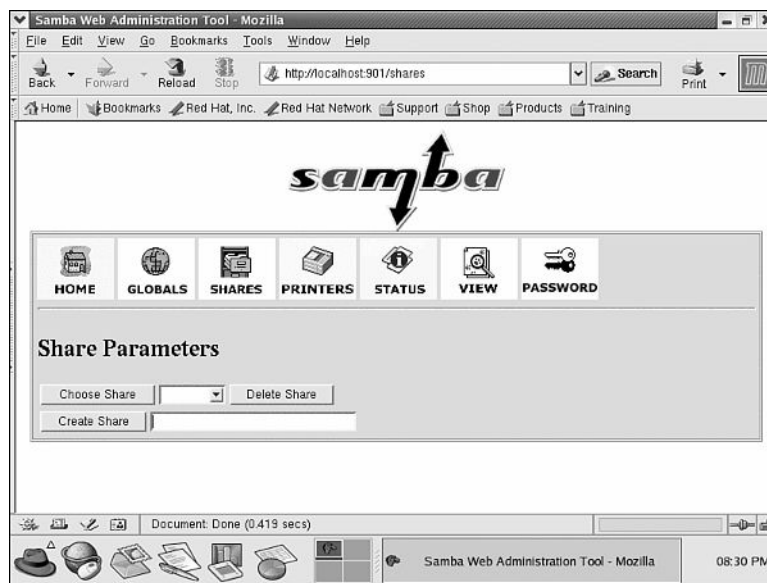 Samba Web Administration Tool - Mozilla
File Edit View Go Bookmarks Tools Window Help
Back Forward Reload Stop http://localhost:901/shares Search Print
Home Bookmarks Red Hat, Inc. Red Hat Network Support Shop Products Training
samba
HOME GLOBALS SHARES PRINTERS STATUS VIEW PASSWORD
Share Parameters
Choose Share Delete Share
Create Share
Document: Done (0.419 secs)
Samba Web Administration Tool - Mozilla 08:30 PM